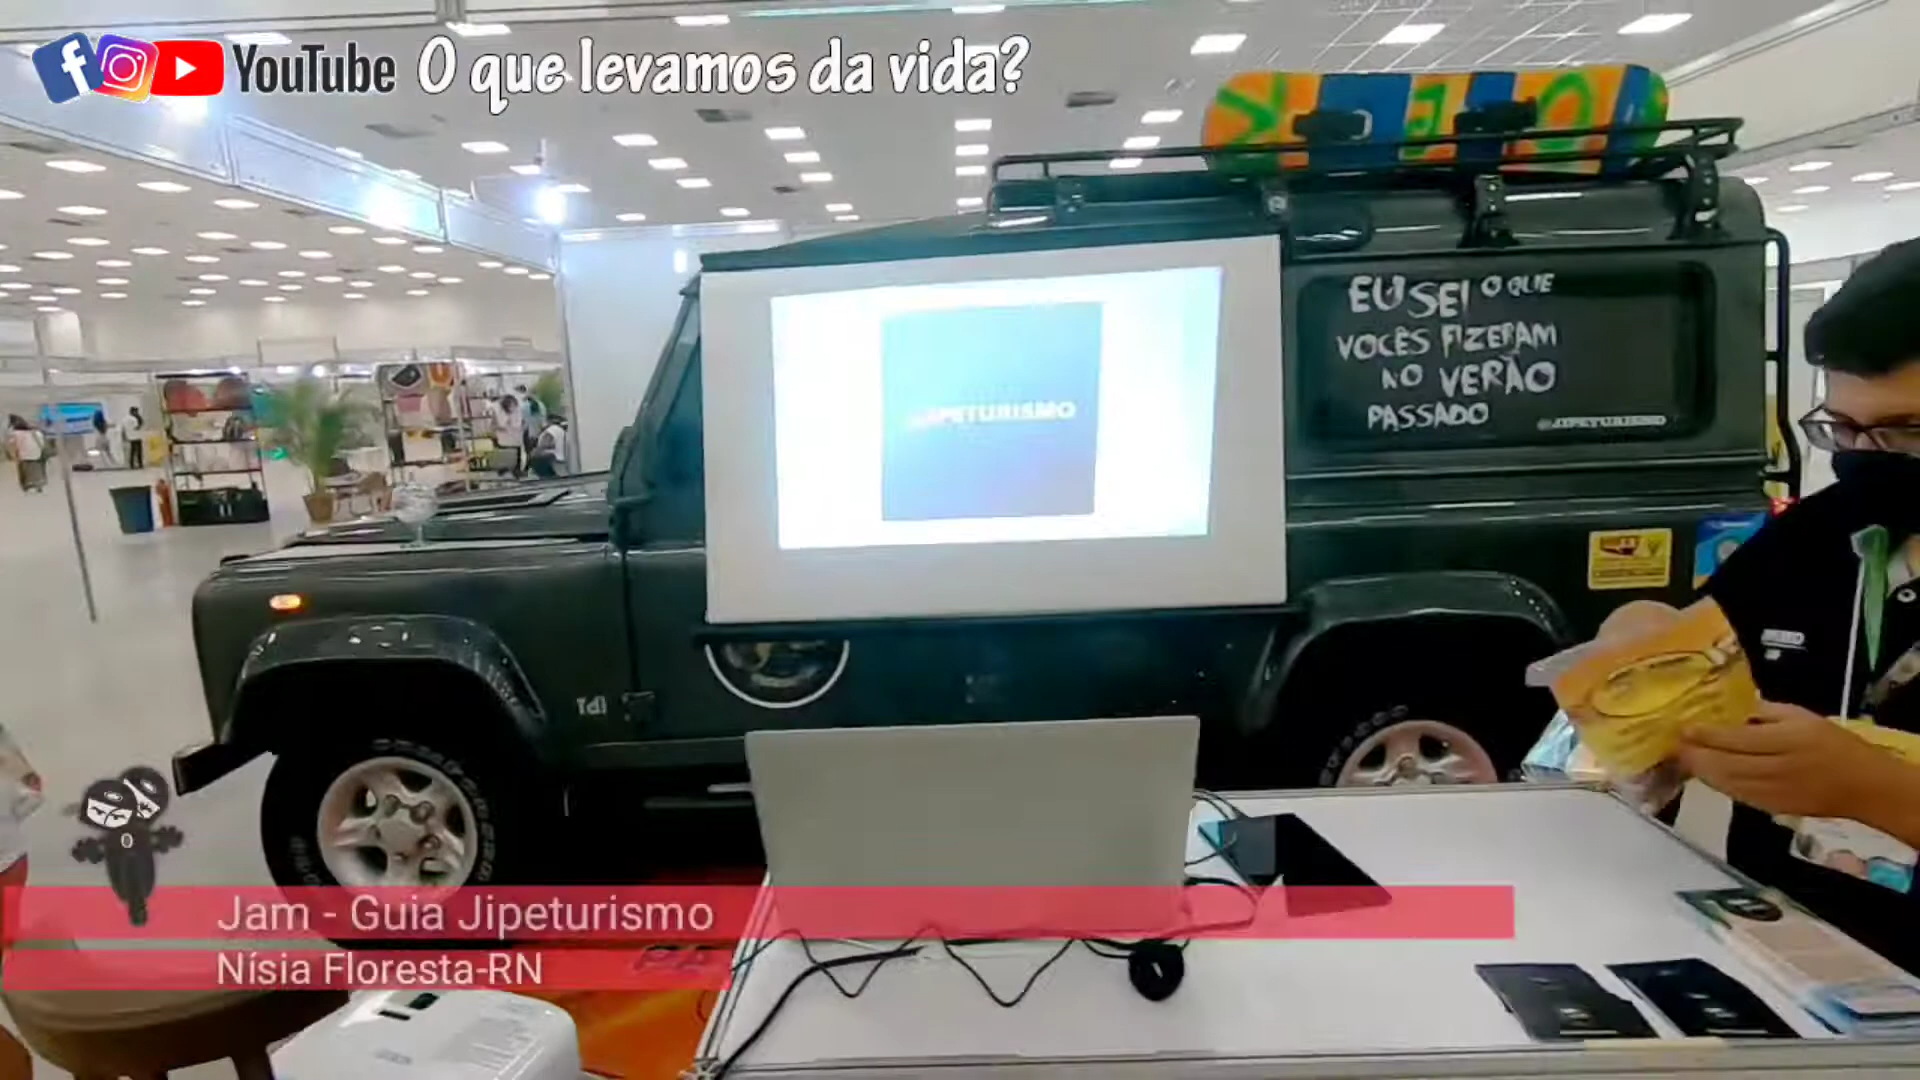 YouTube O que levamos da vida?
JIPETURISMO
EU SEI O QUE
VOCÊS FIZERAM
NO VERÃO
PASSADO
@JIPETURISMO
Tdi
Jam - Guia Jipeturismo
Nísia Floresta-RN